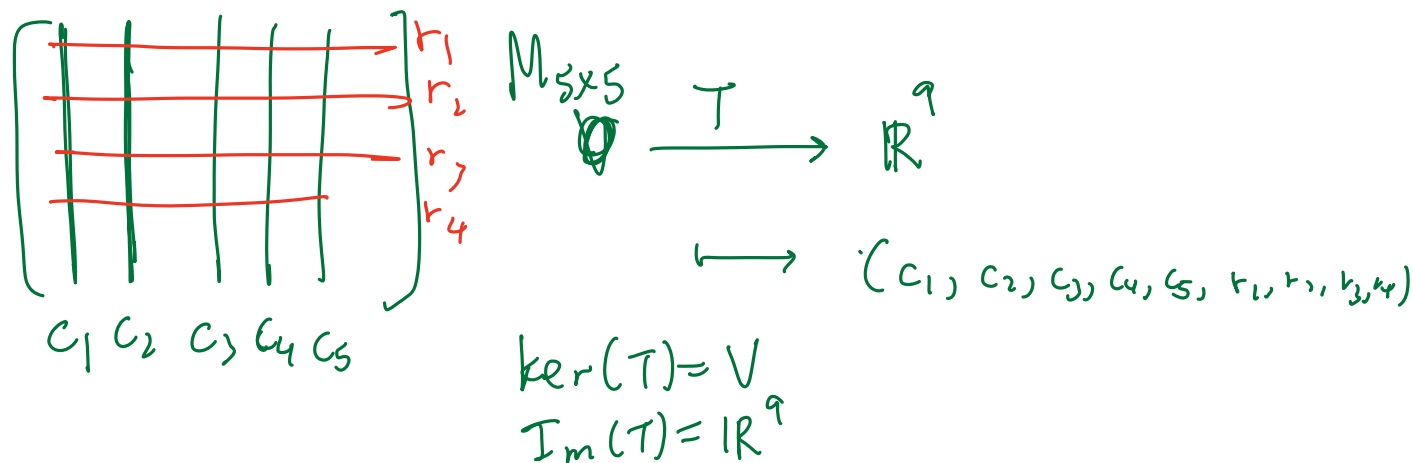 r₁
r₂
r₃
r₄
C₁ C₂ C₃ C₄ C₅
M₅ₓ₅
T
ℝ⁹
(C₁, C₂, C₃, C₄, C₅, r₁, r₂, r₃, r₄)
ker(T) = V
Im(T) = ℝ⁹